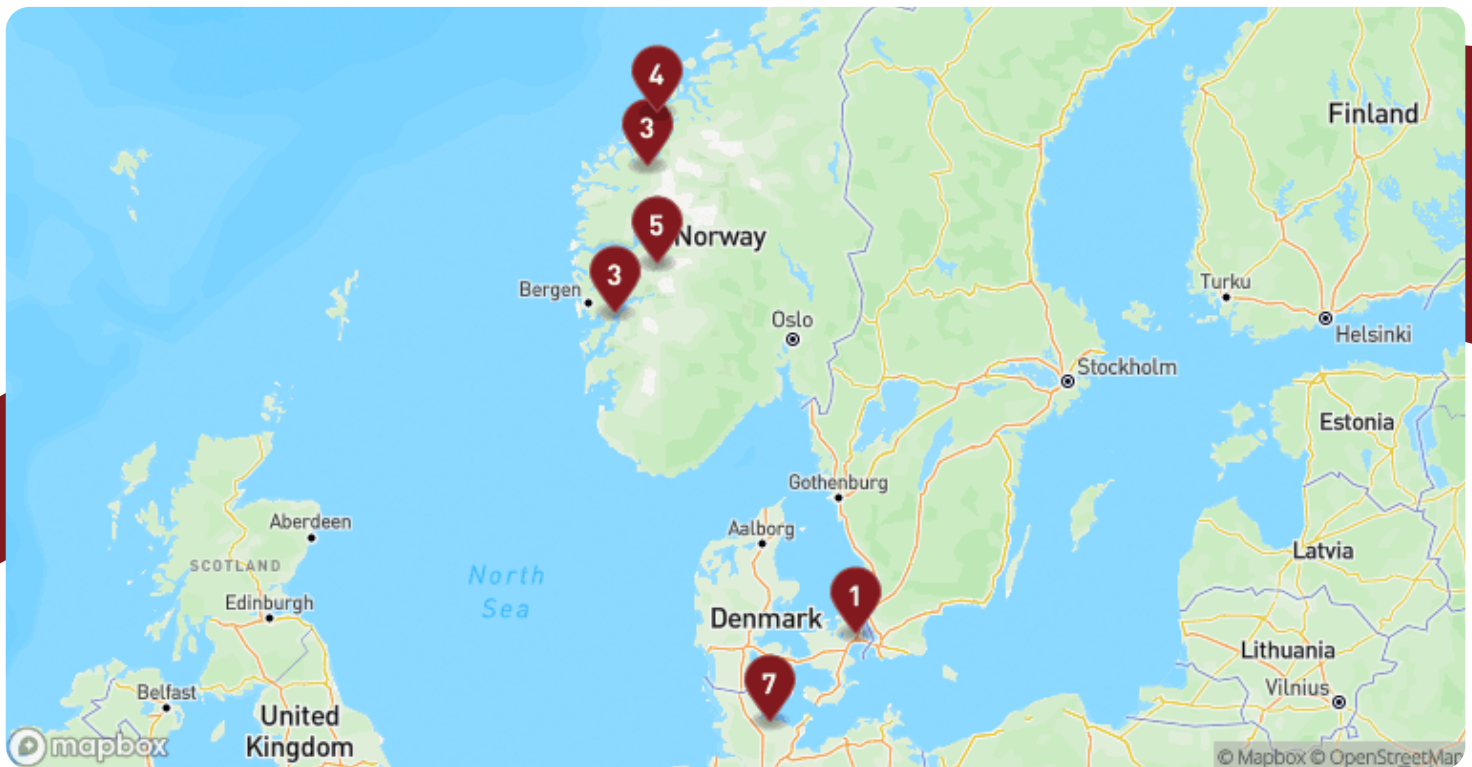 4
3
Finland
5
Norway
3
Bergen
Turku
Oslo
Helsinki
Stockholm
Estonia
Gothenburg
Aberdeen
Aalborg
Latvia
SCOTLAND
North
Sea
Edinburgh
1
Denmark
Lithuania
7
Vilnius
Belfast
United
Kingdom
mapbox
© Mapbox © OpenStreetMap